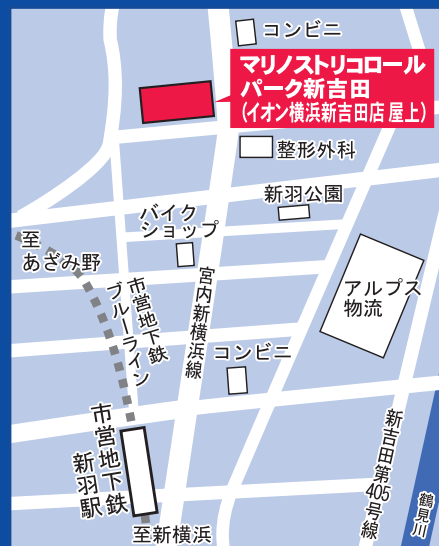 コンビニ
マリノストリコロール
パーク新吉田
(イオン横浜新吉田店 屋上)
整形外科
新羽公園
バイク
ショップ
至
あざみ野
市営地下鉄
ブルーライン
宮内新横浜線
アルプス
物流
コンビニ
市営地下鉄
新羽駅
新吉田第405号線
鶴見川
至新横浜